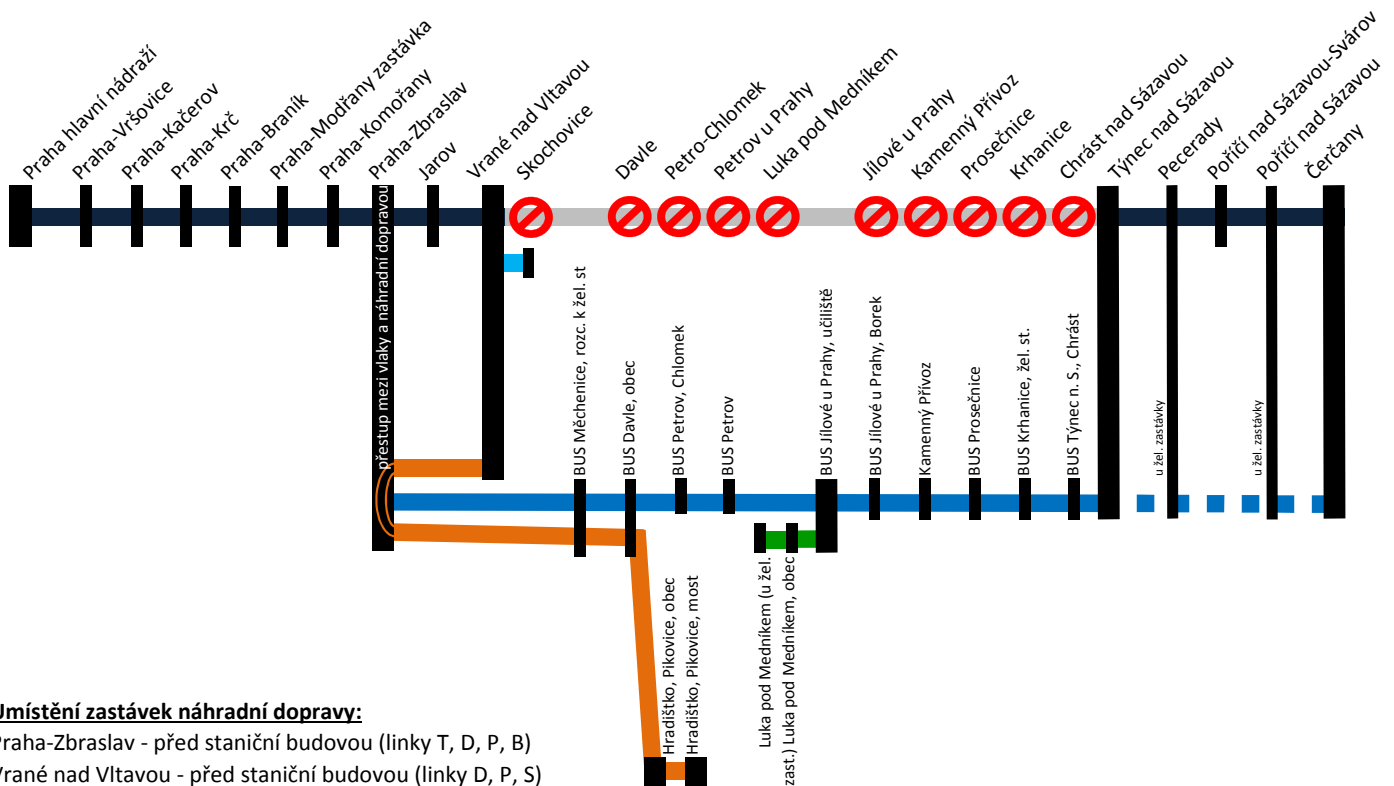 Praha hlavní nádraží
Praha-Vršovice
Praha-Kačerov
Praha-Krč
Praha-Braník
Praha-Modřany zastávka
Praha-Komořany
Praha-Zbraslav
Jarov
Vrané nad Vltavou
Skochovice
Davle
Petro-Chlomek
Petrov u Prahy
Luka pod Medníkem
Jílové u Prahy
Kamenný Přívoz
Prosečnice
Krhanice
Chrást nad Sázavou
Týnec nad Sázavou
Pecerady
Poříčí nad Sázavou-Svárov
Poříčí nad Sázavou
Čerčany
přestup mezi vlaky a náhradní dopravou
BUS Měchenice, rozc. k žel. st
BUS Davle, obec
BUS Petrov, Chlomek
BUS Petrov
BUS Jílové u Prahy, učiliště
BUS Jílové u Prahy, Borek
Kamenný Přívoz
BUS Prosečnice
BUS Krhanice, žel. st.
BUS Týnec n. S., Chrást
u žel. zastávky
u žel. zastávky
Hradištko, Pikovice, obec
Hradištko, Pikovice, most
Luka pod Medníkem (u žel.
zast.) Luka pod Medníkem, obec
Umístění zastávek náhradní dopravy:
Praha-Zbraslav - před staniční budovou (linky T, D, P, B)
Vrané nad Vltavou - před staniční budovou (linky D, P, S)